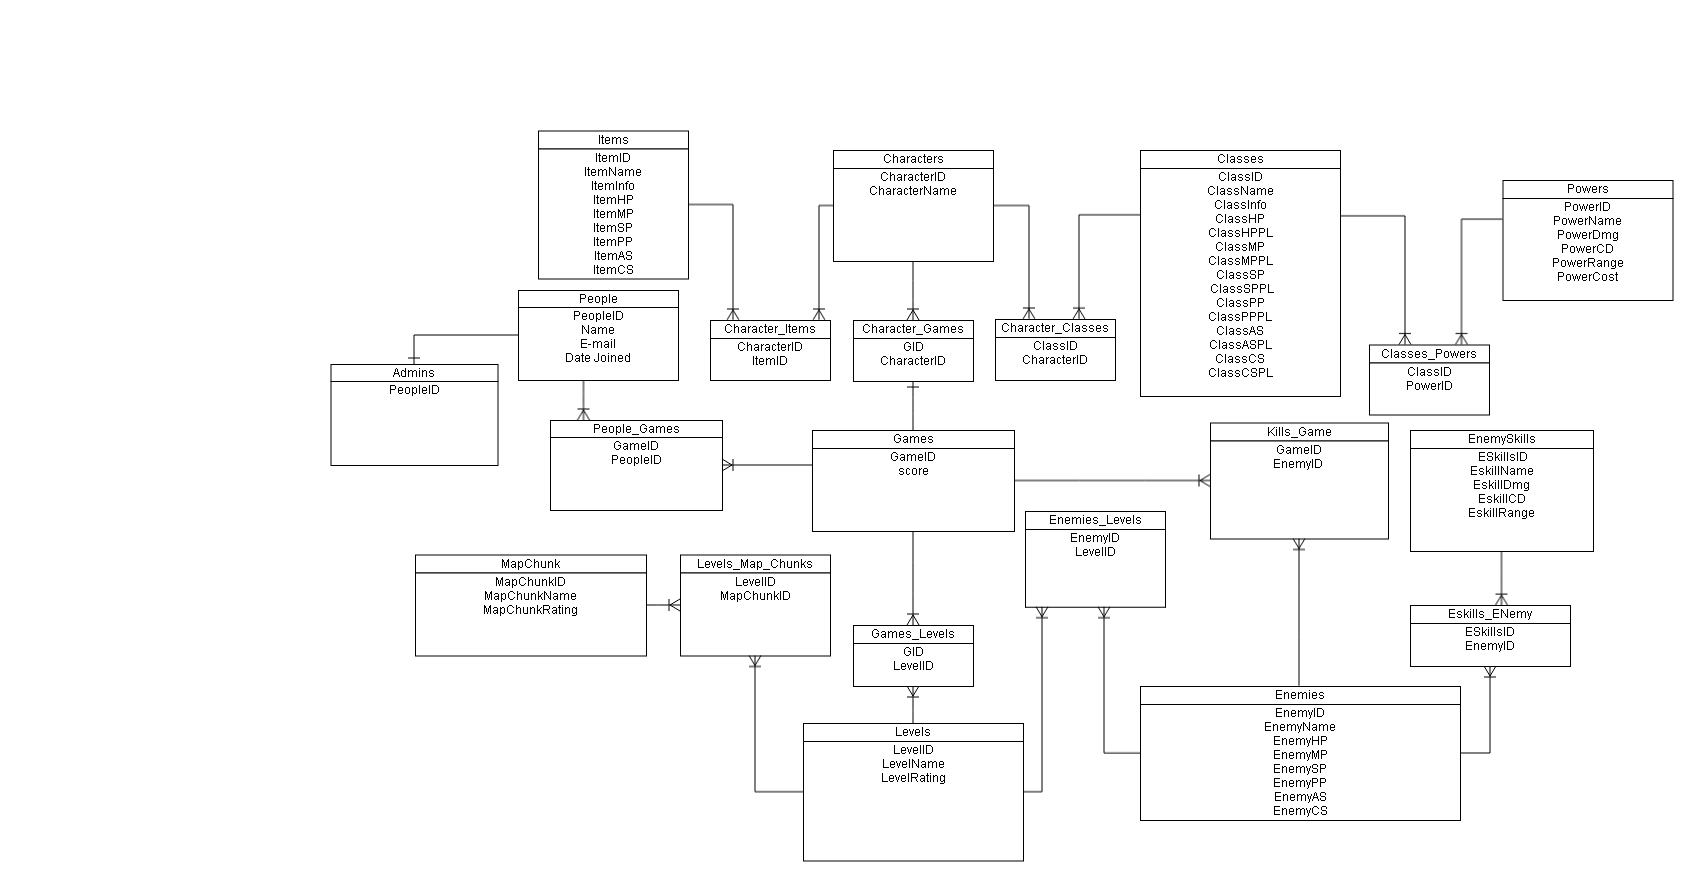 Items
ItemID
ItemName
ItemInfo
ItemHP
ItemMP
ItemSP
ItemPP
ItemAS
ItemCS
Characters
CharacterID
CharacterName
Classes
ClassID
ClassName
ClassInfo
ClassHP
ClassHPPL
ClassMP
ClassMPPL
ClassSP
ClassSPPL
ClassPP
ClassPPPL
ClassAS
ClassASPL
ClassCS
ClassCSPL
Powers
PowerID
PowerName
PowerDmg
PowerCD
PowerRange
PowerCost
People
PeopleID
Name
E-mail
Date Joined
Character_Items
CharacterID
ItemID
Character_Games
GID
CharacterID
Character_Classes
ClassID
CharacterID
Classes_Powers
ClassID
PowerID
Admins
PeopleID
People_Games
GameID
PeopleID
Games
GameID
score
Kills_Game
GameID
EnemyID
EnemySkills
ESkillsID
EskillName
EskillDmg
EskillCD
EskillRange
Enemies_Levels
EnemyID
LevelID
MapChunk
MapChunkID
MapChunkName
MapChunkRating
Levels_Map_Chunks
LevelID
MapChunkID
Games_Levels
GID
LevelID
Eskills_ENemy
ESkillsID
EnemyID
Levels
LevelID
LevelName
LevelRating
Enemies
EnemyID
EnemyName
EnemyHP
EnemyMP
EnemySP
EnemyPP
EnemyAS
EnemyCS